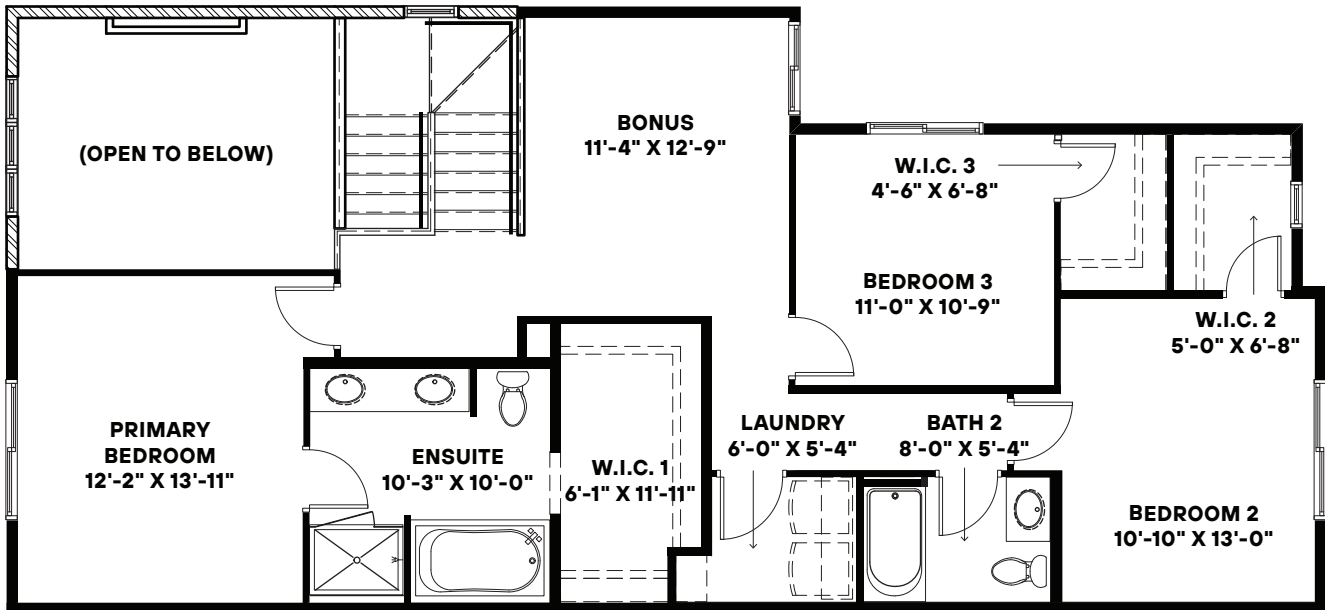 (OPEN TO BELOW)
BONUS
11'-4" X 12'-9"
W.I.C. 3
4'-6" X 6'-8"
BEDROOM 3
11'-0" X 10'-9"
W.I.C. 2
5'-0" X 6'-8"
PRIMARY
BEDROOM
12'-2" X 13'-11"
ENSUITE
10'-3" X 10'-0"
W.I.C. 1
6'-1" X 11'-11"
LAUNDRY
6'-0" X 5'-4"
BATH 2
8'-0" X 5'-4"
BEDROOM 2
10'-10" X 13'-0"